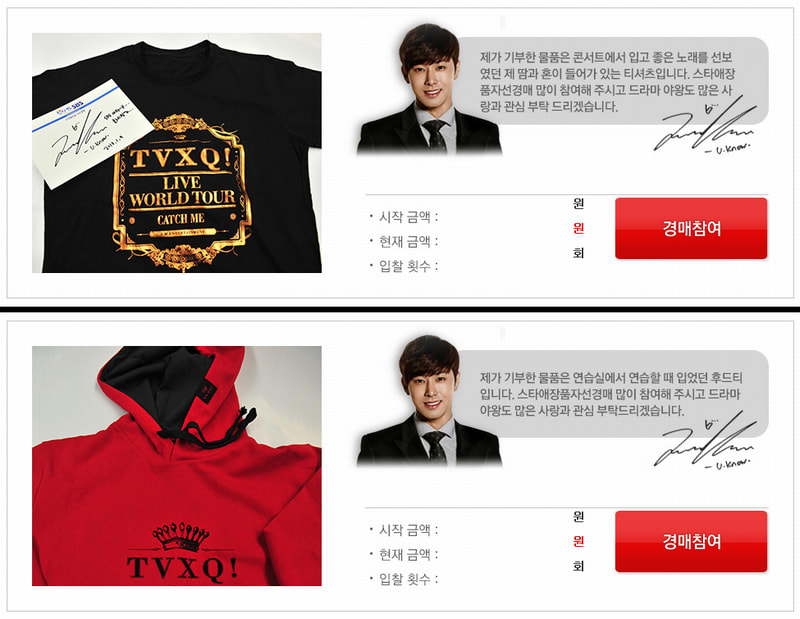 제가 기부한 물품은 콘서트에서 입고 좋은 노래를 선보
였던 제 땀과 혼이 들어가 있는 티셔츠입니다. 스타애장
품자선경매 많이 참여해 주시고 드라마 야왕도 많은 사
랑과 관심 부탁 드리겠습니다.
- U.Know.
SBS
- U.Know.
TVXQ!
LIVE
WORLD TOUR
CATCH ME
시작 금액 : 원
현재 금액 : 원
입찰 횟수 : 회
경매참여
제가 기부한 물품은 연습실에서 연습할 때 입었던 후드티
입니다. 스타애장품자선경매 많이 참여해 주시고 드라마
야왕도 많은 사랑과 관심 부탁드리겠습니다.
- U.Know.
TVXQ!
시작 금액 : 원
현재 금액 : 원
입찰 횟수 : 회
경매참여